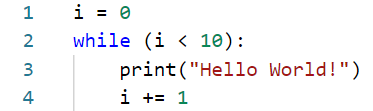 1 i = 0
2 while (i < 10):
3     print("Hello World!")
4     i += 1